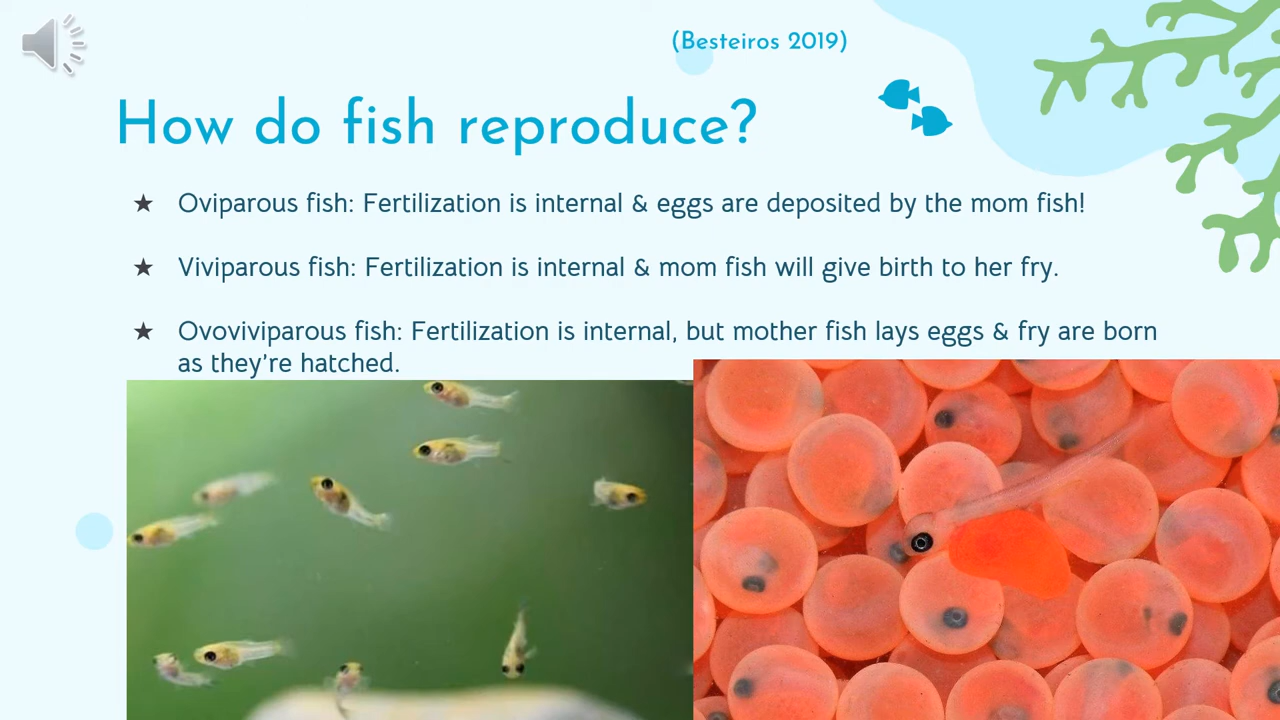 (Besteiros 2019)
How do fish reproduce?
★ Oviparous fish: Fertilization is internal & eggs are deposited by the mom fish!
★ Viviparous fish: Fertilization is internal & mom fish will give birth to her fry.
★ Ovoviviparous fish: Fertilization is internal, but mother fish lays eggs & fry are born
as they're hatched.